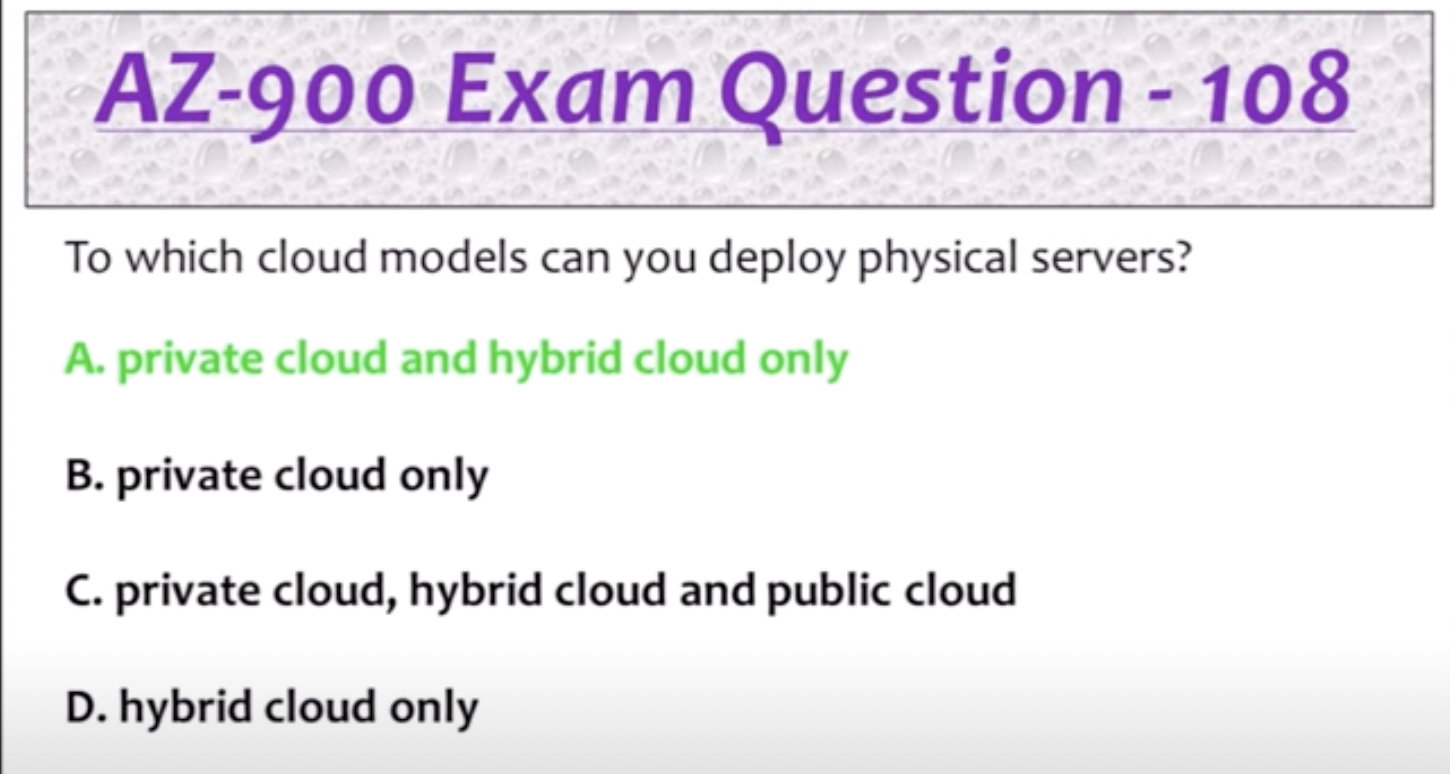 AZ-900 Exam Question - 108
To which cloud models can you deploy physical servers?
A. private cloud and hybrid cloud only
B. private cloud only
C. private cloud, hybrid cloud and public cloud
D. hybrid cloud only